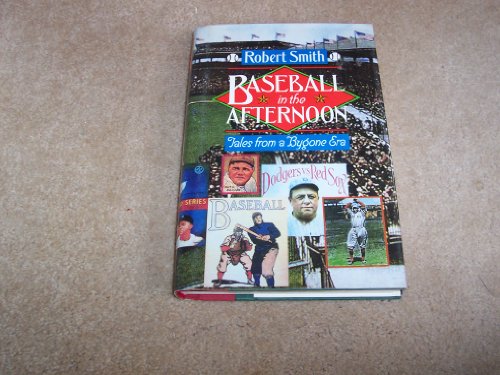 Robert Smith
BASEBALL
in the
AFTERNOON
Tales from a Bygone Era
Dodgers vs Red Sox
SERIES
BASEBALL